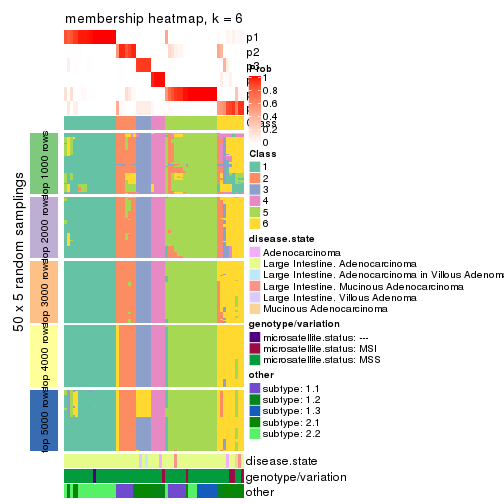 membership heatmap, k = 6
p1
p2
p3
Prob
1
0.8
0.6
0.4
0.2
0
Class
1
2
3
4
5
6
50 x 5 random samplings
top 1000 rows
top 2000 rows
top 3000 rows
top 4000 rows
top 5000 rows
disease.state
Adenocarcinoma
Large Intestine. Adenocarcinoma
Large Intestine. Adenocarcinoma in Villous Adenoma
Large Intestine. Mucinous Adenocarcinoma
Large Intestine. Villous Adenoma
Mucinous Adenocarcinoma
genotype/variation
microsatellite.status: ---
microsatellite.status: MSI
microsatellite.status: MSS
other
subtype: 1.1
subtype: 1.2
subtype: 1.3
subtype: 2.1
subtype: 2.2
disease.state
genotype/variation
other